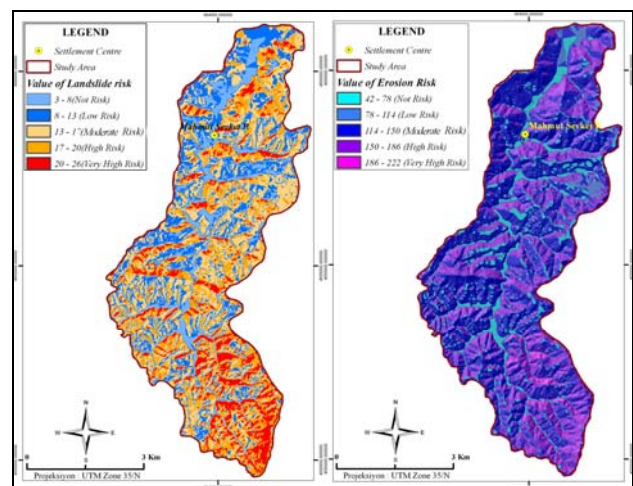 LEGEND
Settlement Centre
Study Area
Value of Landslide risk
3 - 8 (Not Risk)
8 - 13 (Low Risk)
13 - 17 (Moderate Risk)
17 - 20 (High Risk)
20 - 26 (Very High Risk)
Mahmut Sevket P.
N
W
E
S
0
3 Km
Projeksiyon : UTM Zone 35/N
LEGEND
Settlement Centre
Study Area
Value of Erosion Risk
42 - 78 (Not Risk)
78 - 114 (Low Risk)
114 - 150 (Moderate Risk)
150 - 186 (High Risk)
186 - 222 (Very High Risk)
Mahmut Sevket P.
N
W
E
S
0
3 Km
Projeksiyon : UTM Zone 35/N